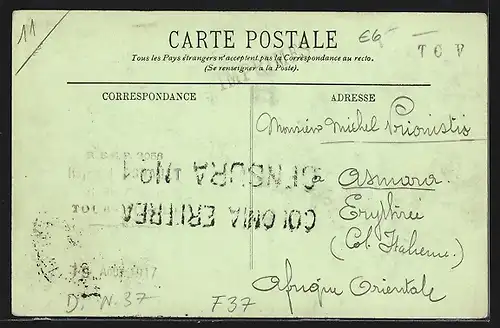 11
CARTE POSTALE
Tous les Pays étrangers n'acceptent pas la Correspondance au recto.
(Se renseigner à la Poste).
E6-
T C V
CORRESPONDANCE
ADRESSE
Monsieur Michel
à Asmara
Erythrée
(Col. Italienne)
Afrique Orientale
CENSURA No 1
COLONIA ERITREA
1917
D. N. 37
F37